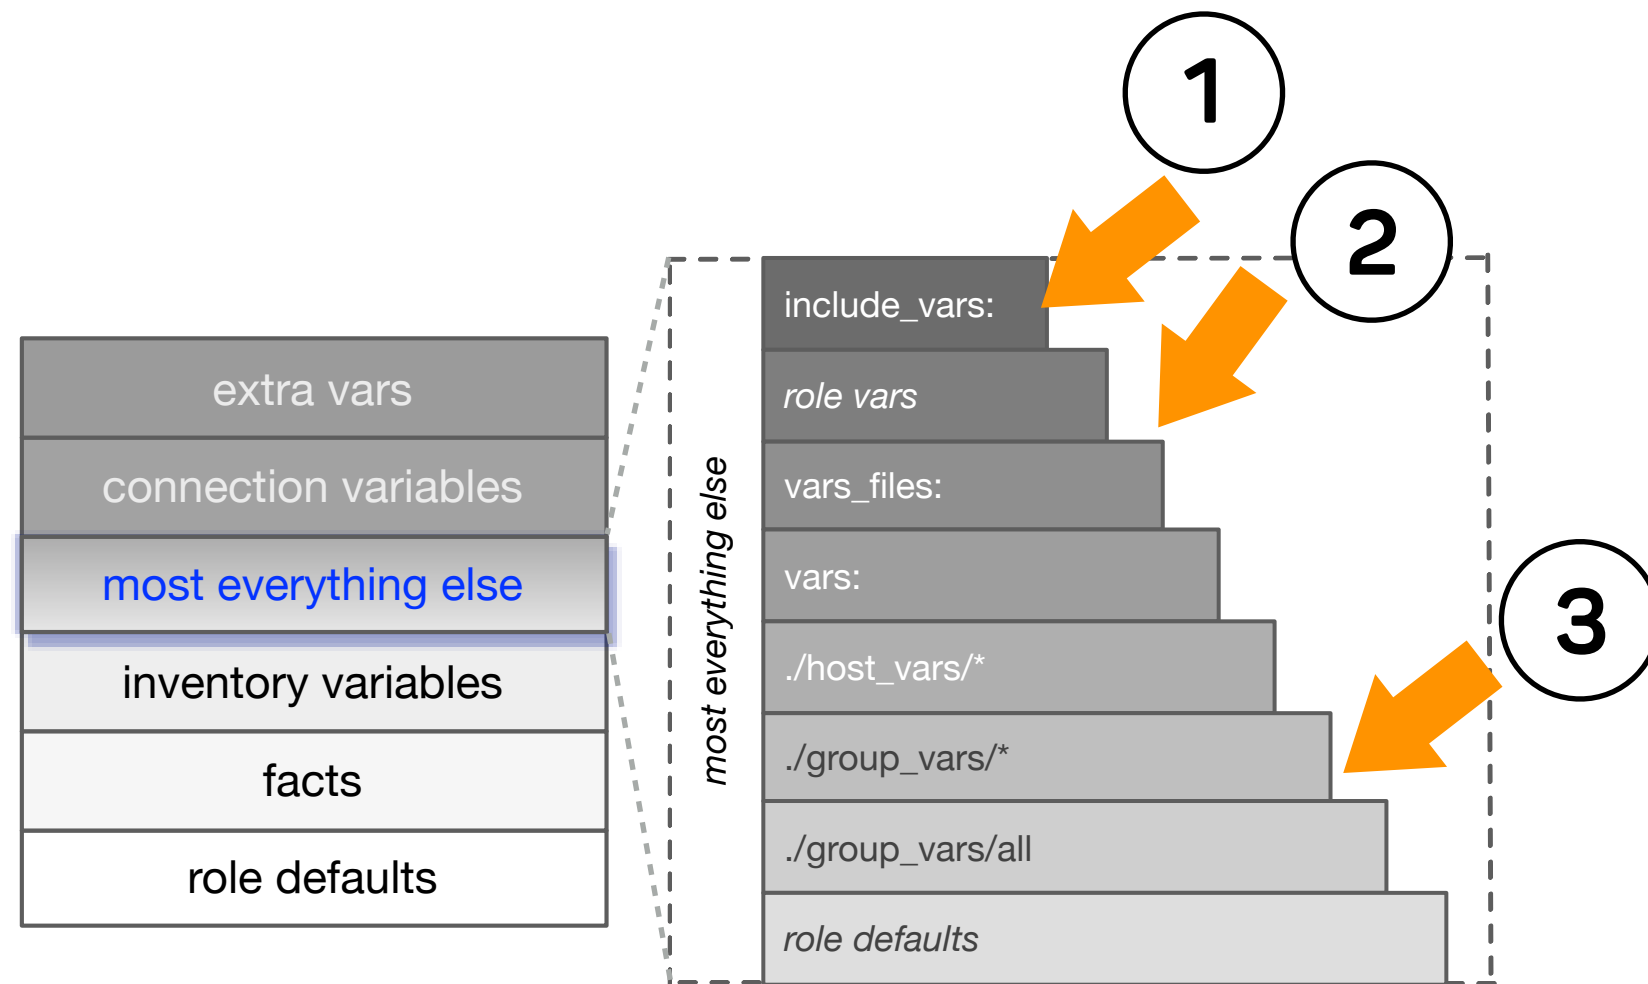 1
2
3
extra vars
connection variables
most everything else
inventory variables
facts
role defaults
most everything else
include_vars:
role vars
vars_files:
vars:
./host_vars/*
./group_vars/*
./group_vars/all
role defaults